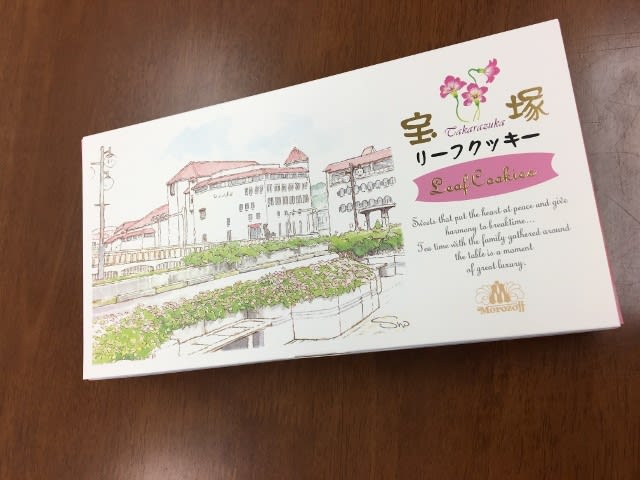 宝塚
Takarazuka
リーフクッキー
Leaf Cookies
Sweets that put the heart at peace and give
harmony to breaktime...
Tea time with the family gathered around
the table is a moment
of great luxury.
Morozoff
Sho